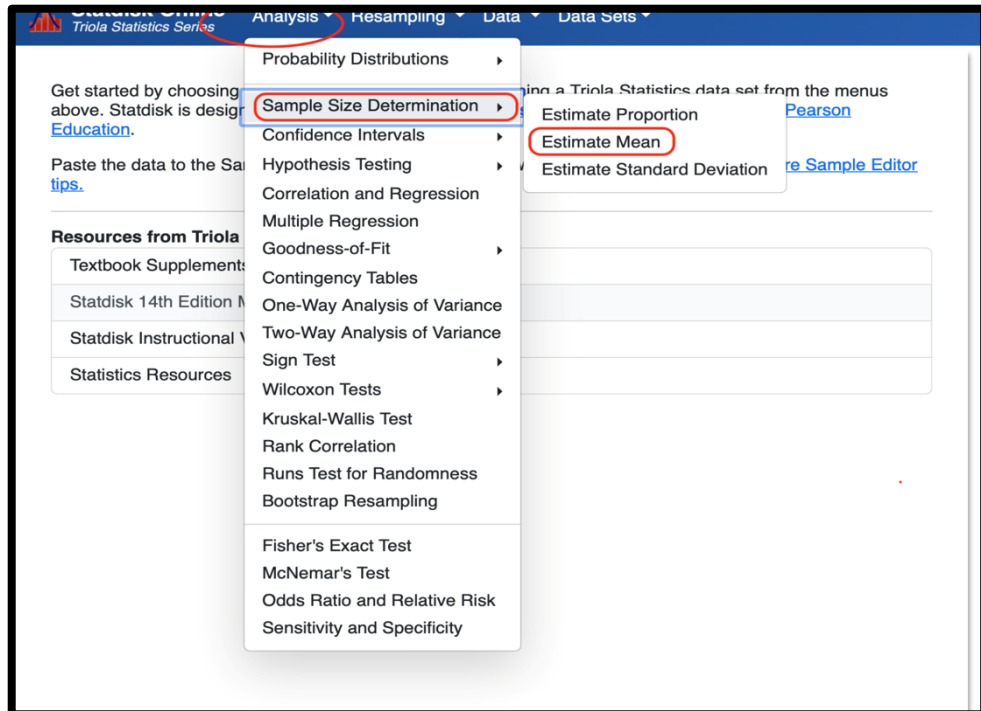 Statdisk Online
Triola Statistics Series
Analysis Resampling Data Data Sets
Probability Distributions
Get started by choosing ing a Triola Statistics data set from the menus
Sample Size Determination
above. Statdisk is design Pearson
Estimate Proportion
Education.
Confidence Intervals
Estimate Mean
Paste the data to the Sa re Sample Editor
Hypothesis Testing
Estimate Standard Deviation
tips.
Correlation and Regression
Multiple Regression
Resources from Triola
Goodness-of-Fit
Textbook Supplements
Contingency Tables
Statdisk 14th Edition M
One-Way Analysis of Variance
Statdisk Instructional V
Two-Way Analysis of Variance
Sign Test
Statistics Resources
Wilcoxon Tests
Kruskal-Wallis Test
Rank Correlation
Runs Test for Randomness
Bootstrap Resampling
Fisher's Exact Test
McNemar's Test
Odds Ratio and Relative Risk
Sensitivity and Specificity